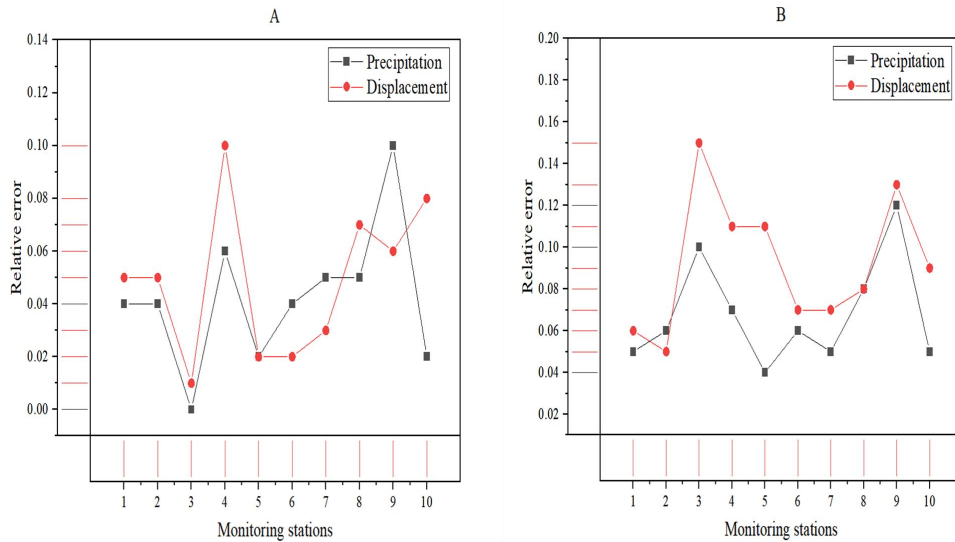 A
0.14
0.12
0.10
0.08
0.06
0.04
0.02
0.00
Relative error
Precipitation
Displacement
1 2 3 4 5 6 7 8 9 10
Monitoring stations
B
0.20
0.18
0.16
0.14
0.12
0.10
0.08
0.06
0.04
0.02
Relative error
Precipitation
Displacement
1 2 3 4 5 6 7 8 9 10
Monitoring stations